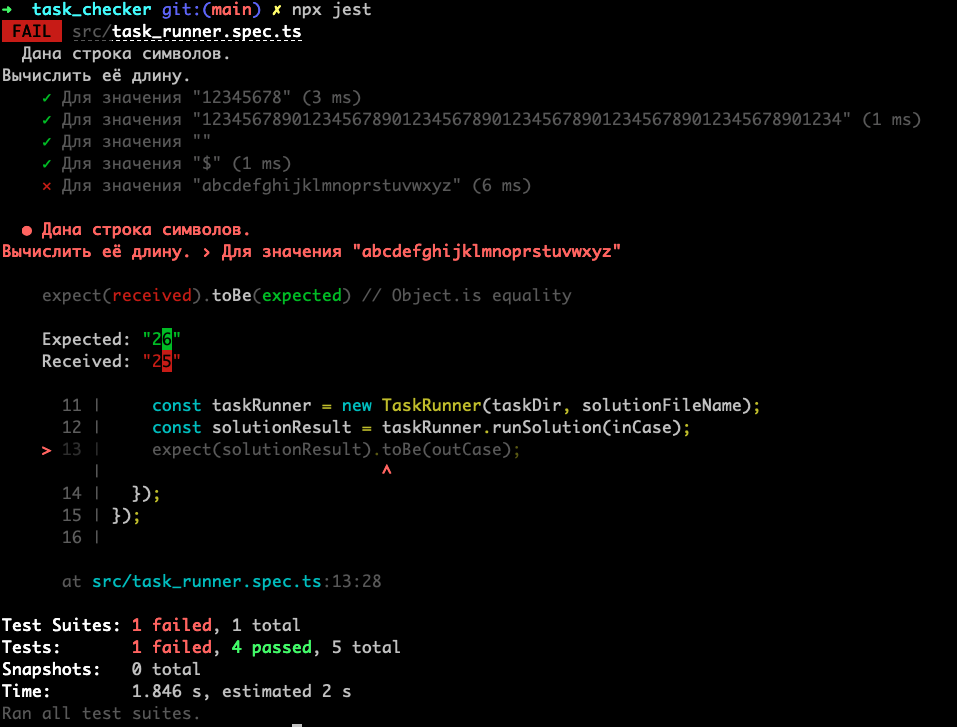 →  task_checker git:(main) ✗ npx jest
FAIL  src/task_runner.spec.ts
  Дана строка символов.
Вычислить её длину.
    ✓ Для значения "12345678" (3 ms)
    ✓ Для значения "1234567890123456789012345678901234567890123456789012345678901234" (1 ms)
    ✓ Для значения ""
    ✓ Для значения "$" (1 ms)
    ✕ Для значения "abcdefghijklmnoprstuvwxyz" (6 ms)
  ● Дана строка символов.
Вычислить её длину. › Для значения "abcdefghijklmnoprstuvwxyz"
    expect(received).toBe(expected) // Object.is equality
    Expected: "26"
    Received: "25"
      11 |     const taskRunner = new TaskRunner(taskDir, solutionFileName);
      12 |     const solutionResult = taskRunner.runSolution(inCase);
    > 13 |     expect(solutionResult).toBe(outCase);
         |                            ^
      14 |   });
      15 | });
      16 |
      at src/task_runner.spec.ts:13:28
Test Suites: 1 failed, 1 total
Tests:       1 failed, 4 passed, 5 total
Snapshots:   0 total
Time:        1.846 s, estimated 2 s
Ran all test suites.